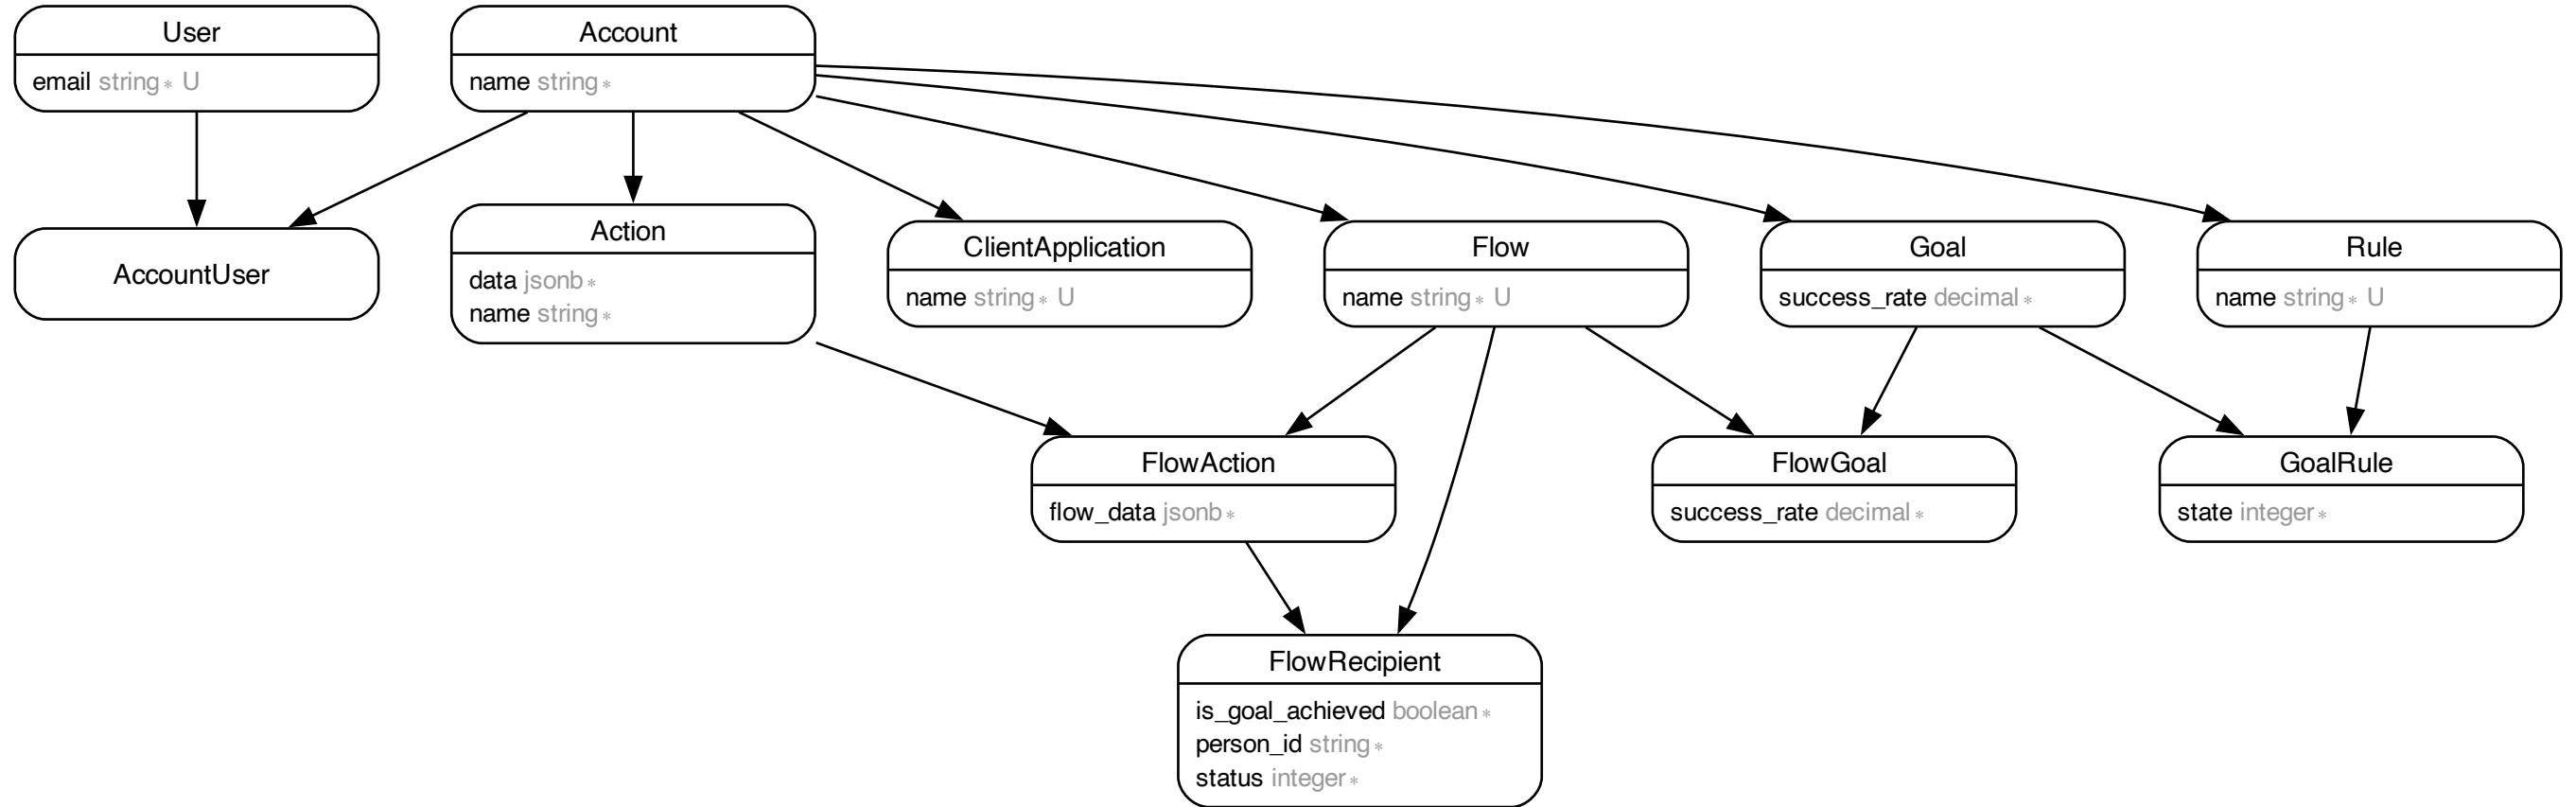 User
email string* U
Account
name string*
AccountUser
Action
data jsonb*
name string*
ClientApplication
name string* U
Flow
name string* U
Goal
success_rate decimal*
Rule
name string* U
FlowAction
flow_data jsonb*
FlowGoal
success_rate decimal*
GoalRule
state integer*
FlowRecipient
is_goal_achieved boolean*
person_id string*
status integer*